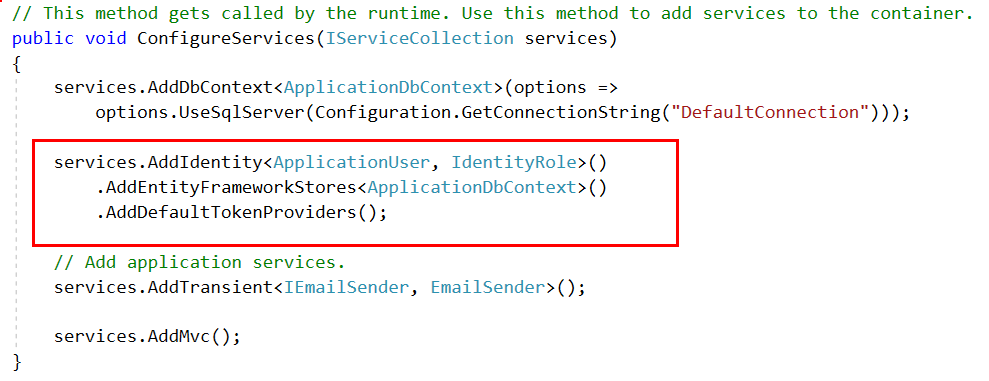 // This method gets called by the runtime. Use this method to add services to the container.
public void ConfigureServices(IServiceCollection services)
{
    services.AddDbContext<ApplicationDbContext>(options =>
        options.UseSqlServer(Configuration.GetConnectionString("DefaultConnection")));

    services.AddIdentity<ApplicationUser, IdentityRole>()
        .AddEntityFrameworkStores<ApplicationDbContext>()
        .AddDefaultTokenProviders();

    // Add application services.
    services.AddTransient<IEmailSender, EmailSender>();

    services.AddMvc();
}